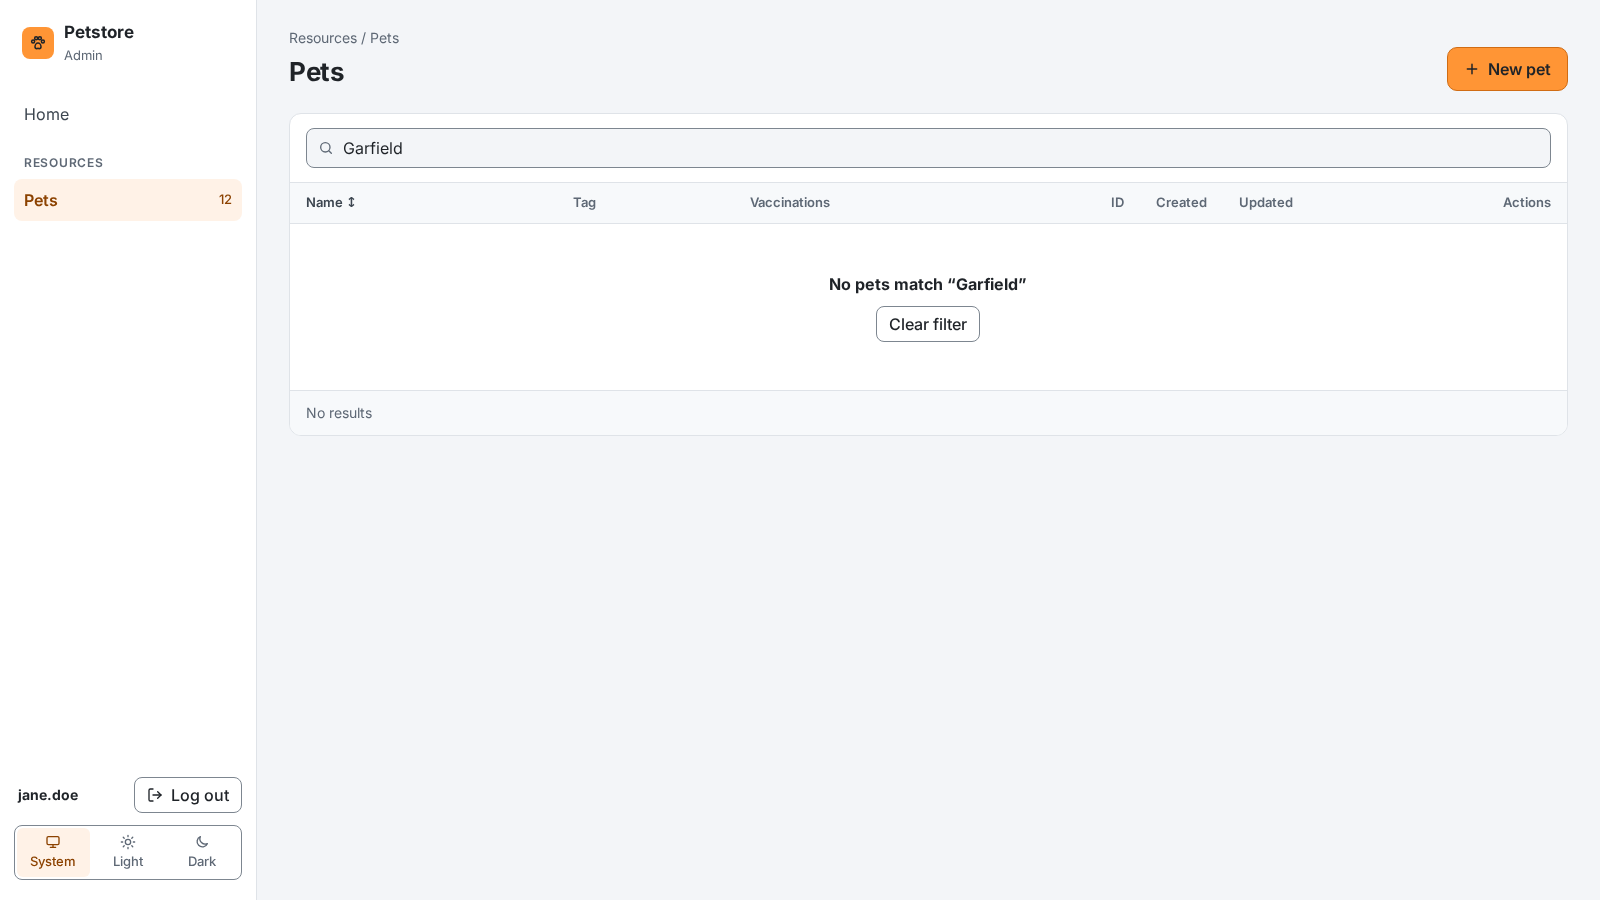 Petstore
Admin
Home
RESOURCES
Pets 12
jane.doe
Log out
System Light Dark
Resources / Pets
Pets
New pet
Garfield
Name Tag Vaccinations ID Created Updated Actions
No pets match “Garfield”
Clear filter
No results